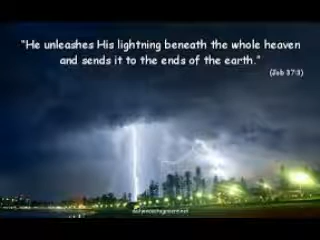 “He unleashes His lightning beneath the whole heaven
and sends it to the ends of the earth.”
(Job 37:3)